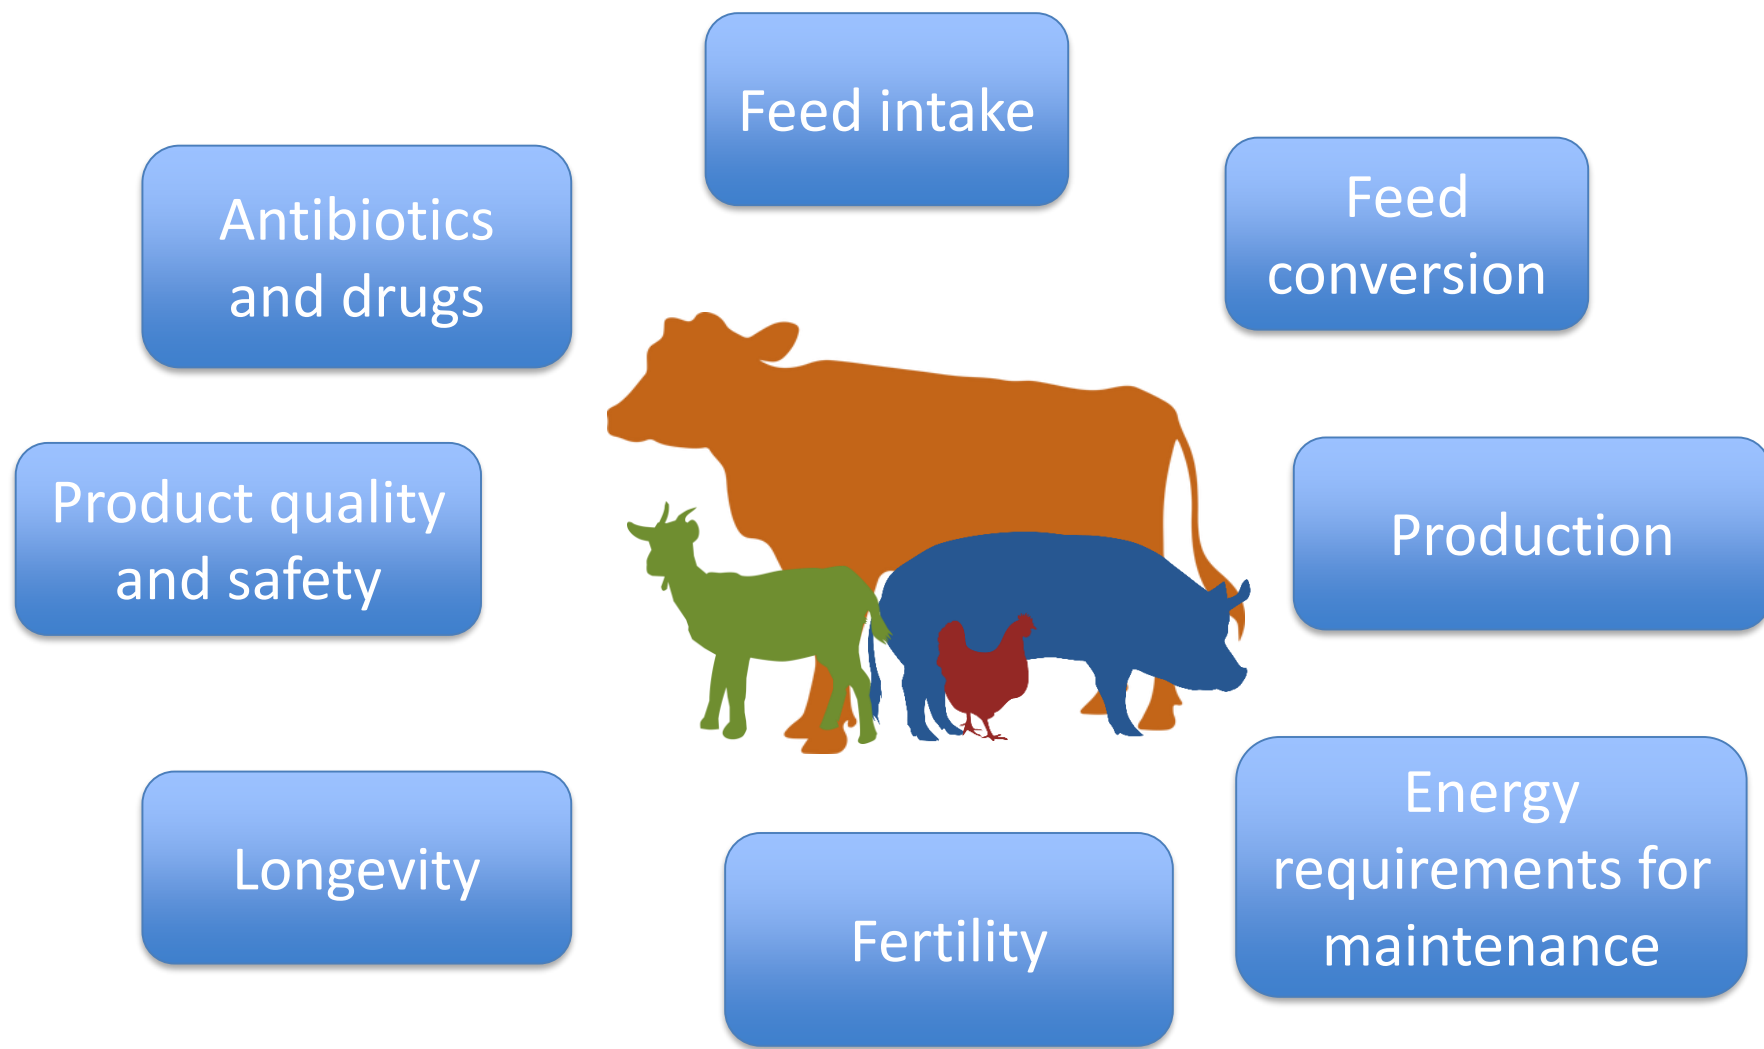 Feed intake
Feed
conversion
Production
Energy
requirements for
maintenance
Fertility
Longevity
Product quality
and safety
Antibiotics
and drugs